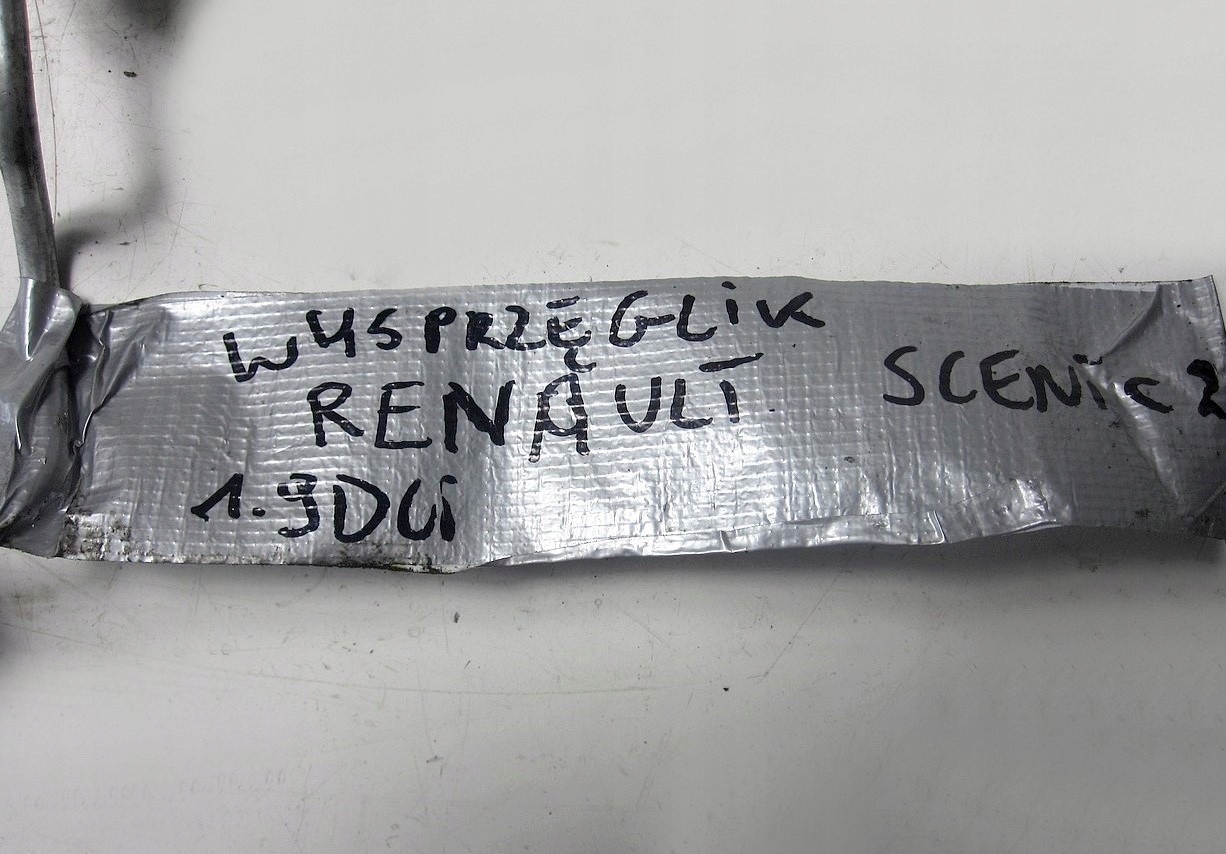 WYSPRZĘGLiK
RENAULT SCENiC 2
1.9DCi